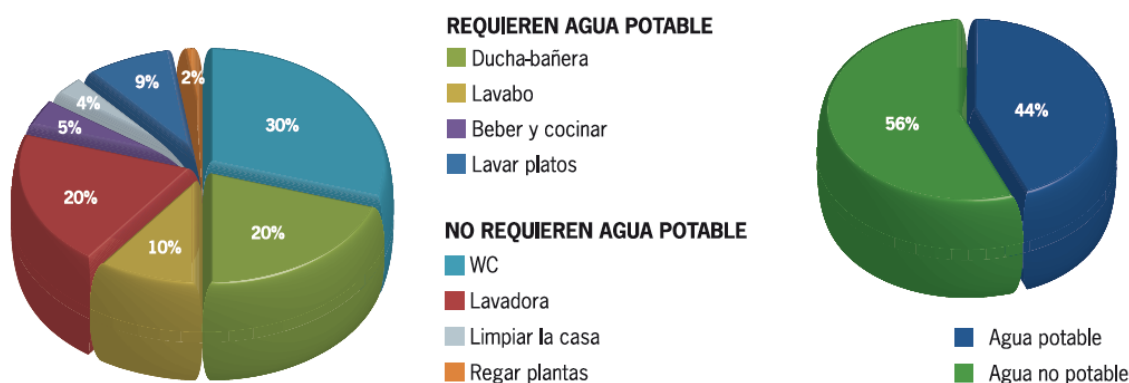 2%
9%
4%
5%
30%
20%
10%
20%
REQUIEREN AGUA POTABLE
Ducha-bañera
Lavabo
Beber y cocinar
Lavar platos
NO REQUIEREN AGUA POTABLE
WC
Lavadora
Limpiar la casa
Regar plantas
56%
44%
Agua potable
Agua no potable